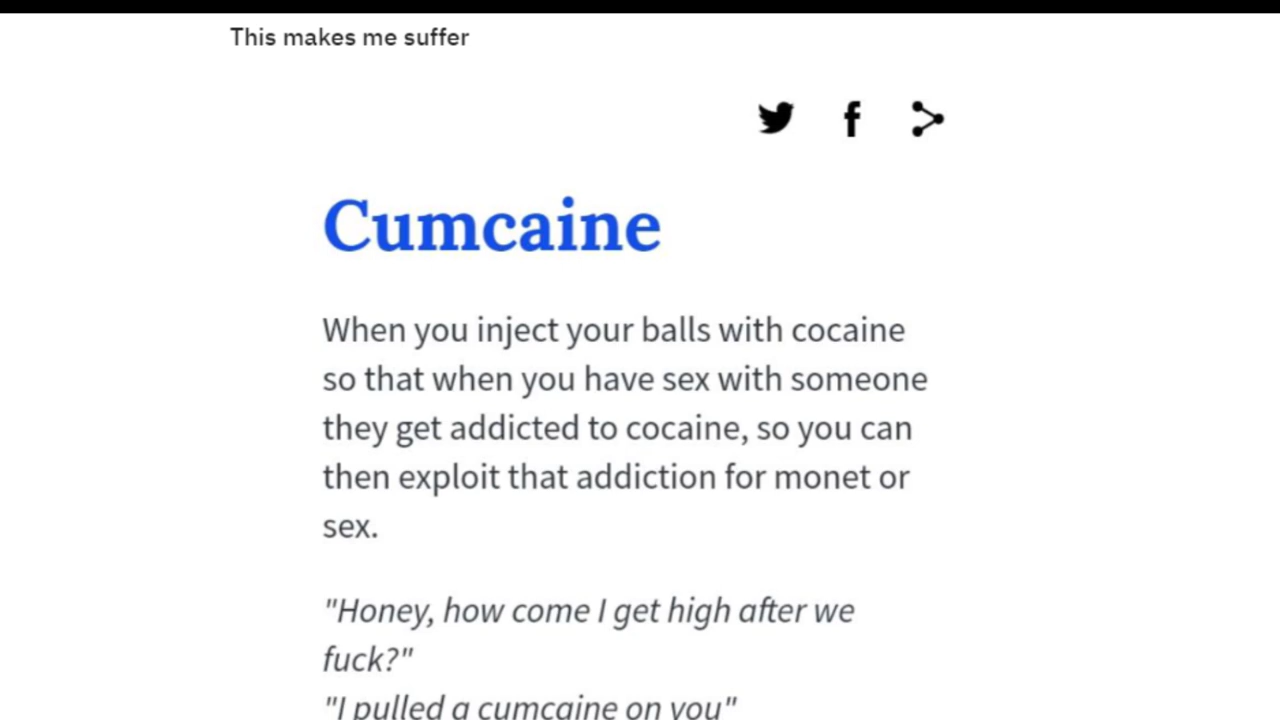 This makes me suffer
Cumcaine
When you inject your balls with cocaine
so that when you have sex with someone
they get addicted to cocaine, so you can
then exploit that addiction for monet or
sex.
"Honey, how come I get high after we
fuck?"
"I pulled a cumcaine on you"